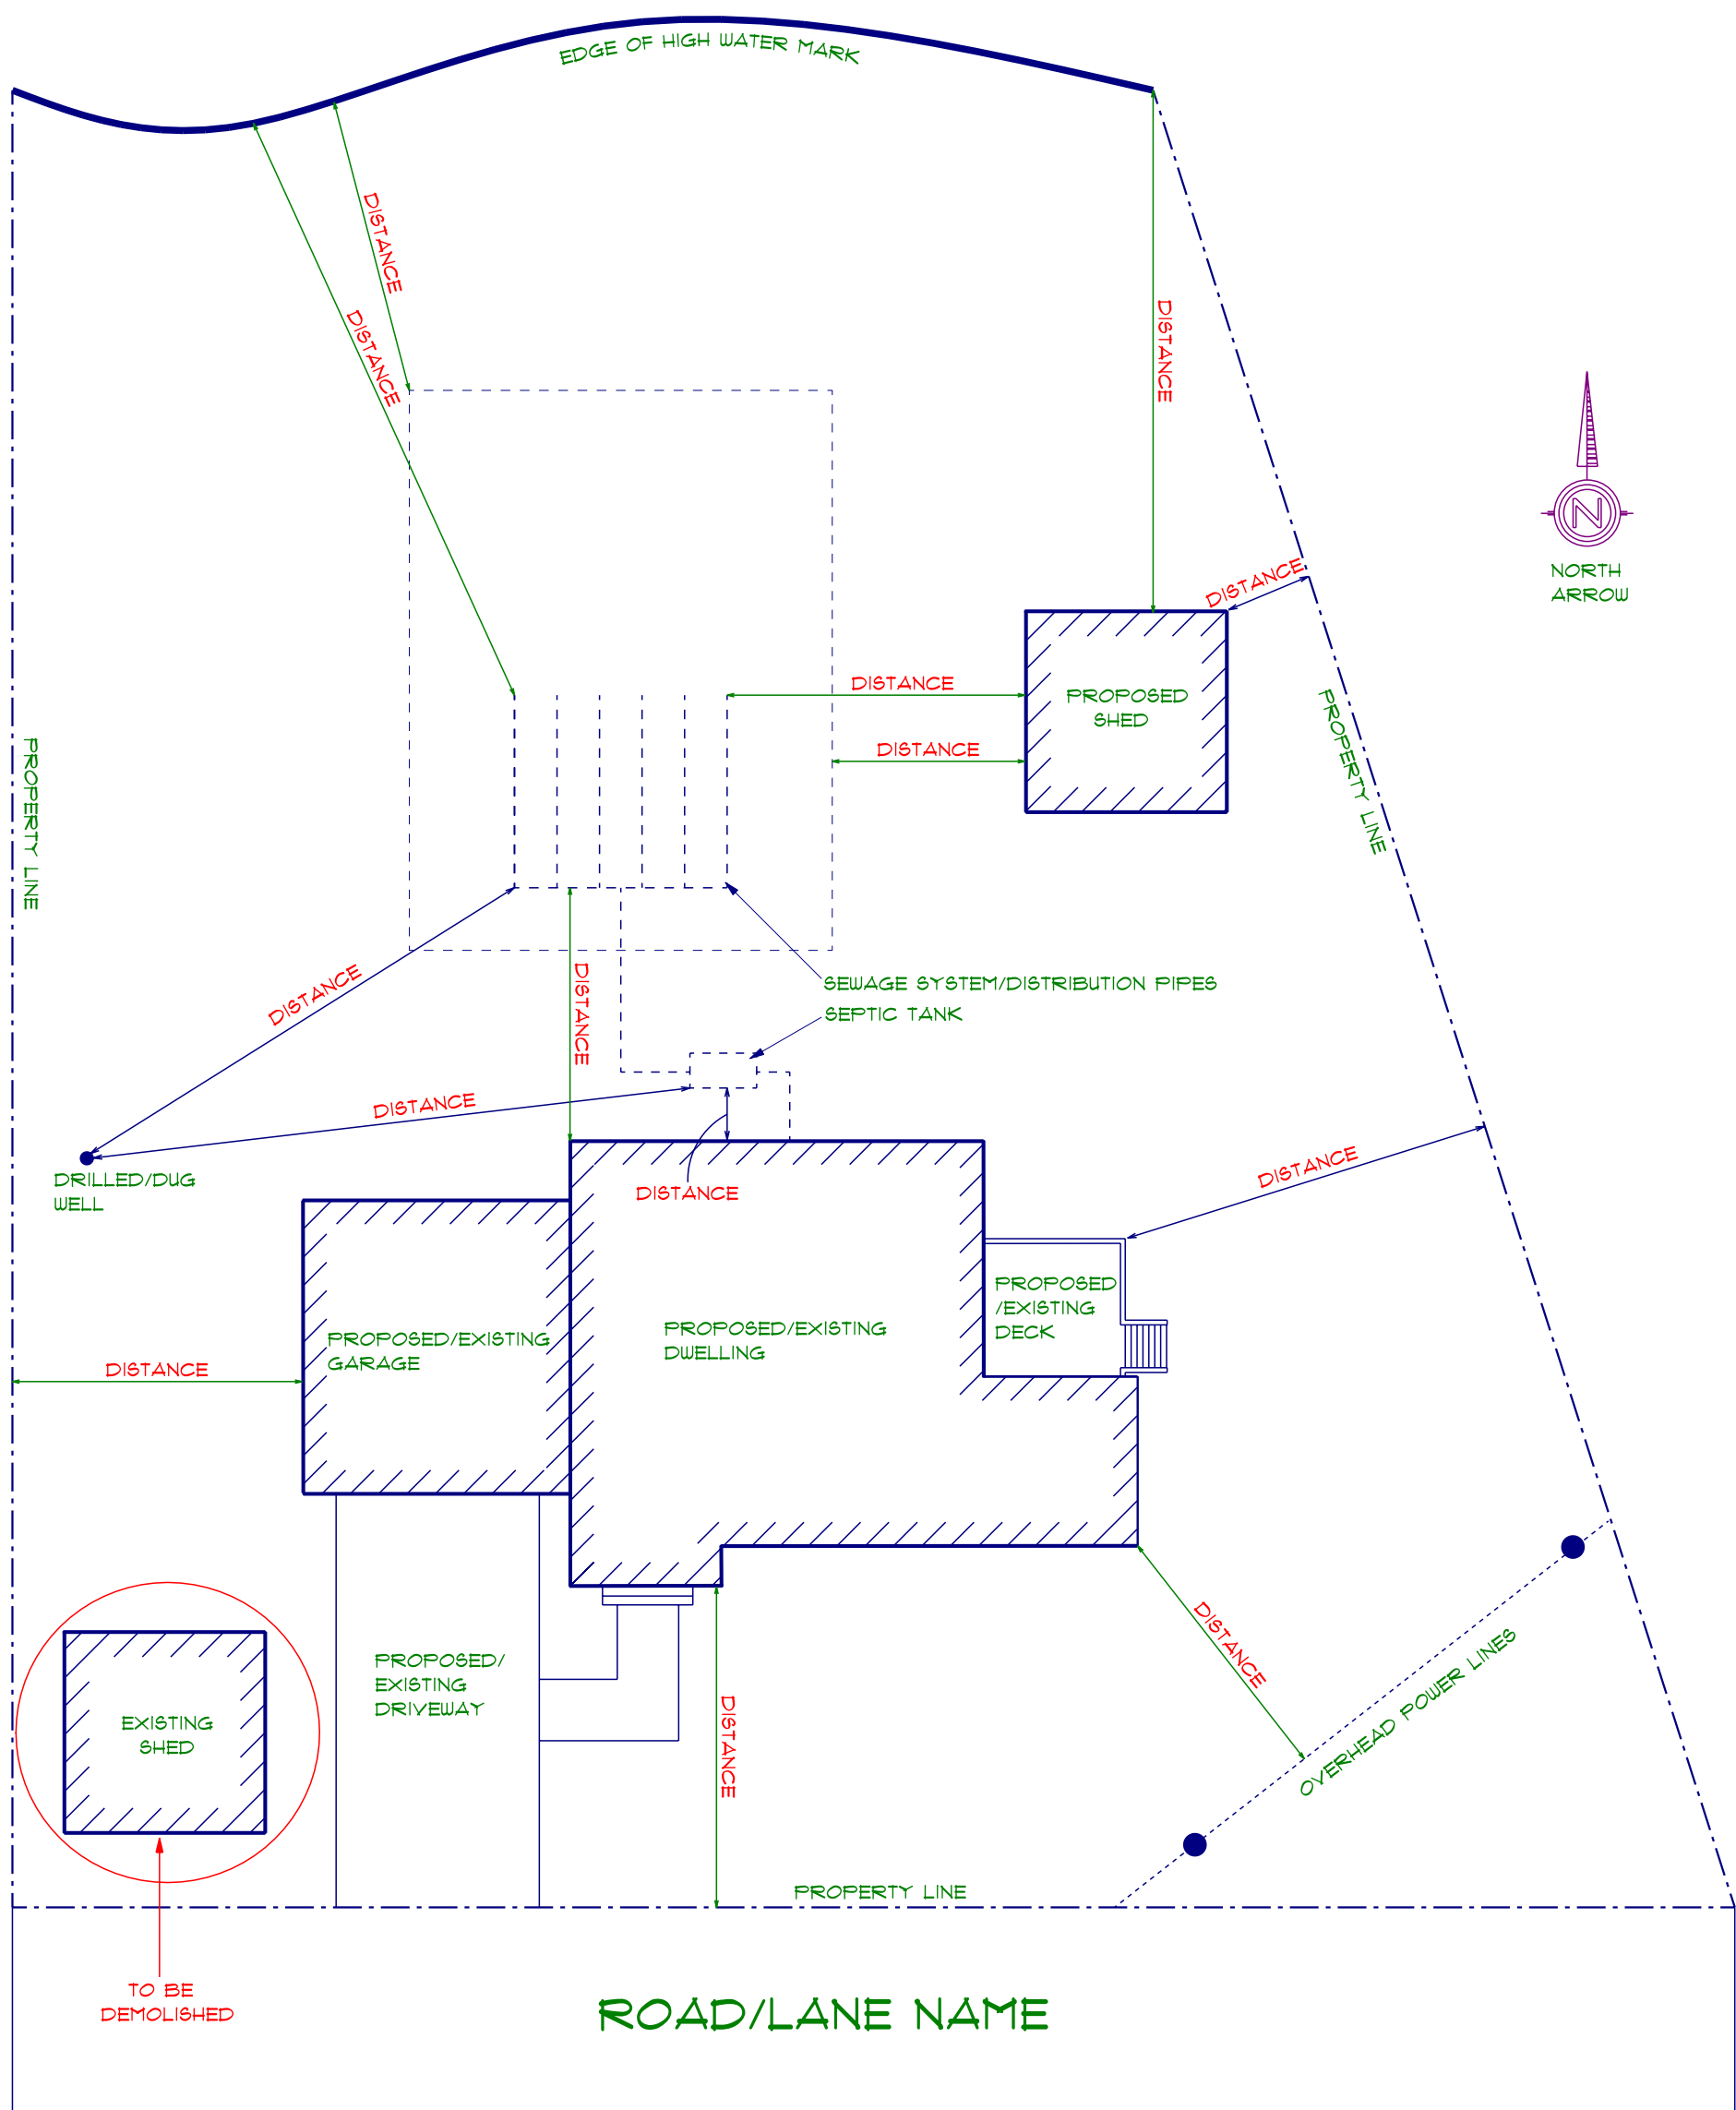 EDGE OF HIGH WATER MARK
DISTANCE
DISTANCE
DISTANCE
N
NORTH
ARROW
DISTANCE
DISTANCE
PROPOSED
SHED
DISTANCE
PROPERTY LINE
PROPERTY LINE
SEWAGE SYSTEM/DISTRIBUTION PIPES
SEPTIC TANK
DISTANCE
DISTANCE
DISTANCE
DRILLED/DUG
WELL
DISTANCE
DISTANCE
PROPOSED
/EXISTING
DECK
PROPOSED/EXISTING
GARAGE
PROPOSED/EXISTING
DWELLING
DISTANCE
DISTANCE
PROPOSED/
EXISTING
DRIVEWAY
EXISTING
SHED
DISTANCE
OVERHEAD POWER LINES
PROPERTY LINE
TO BE
DEMOLISHED
ROAD/LANE NAME